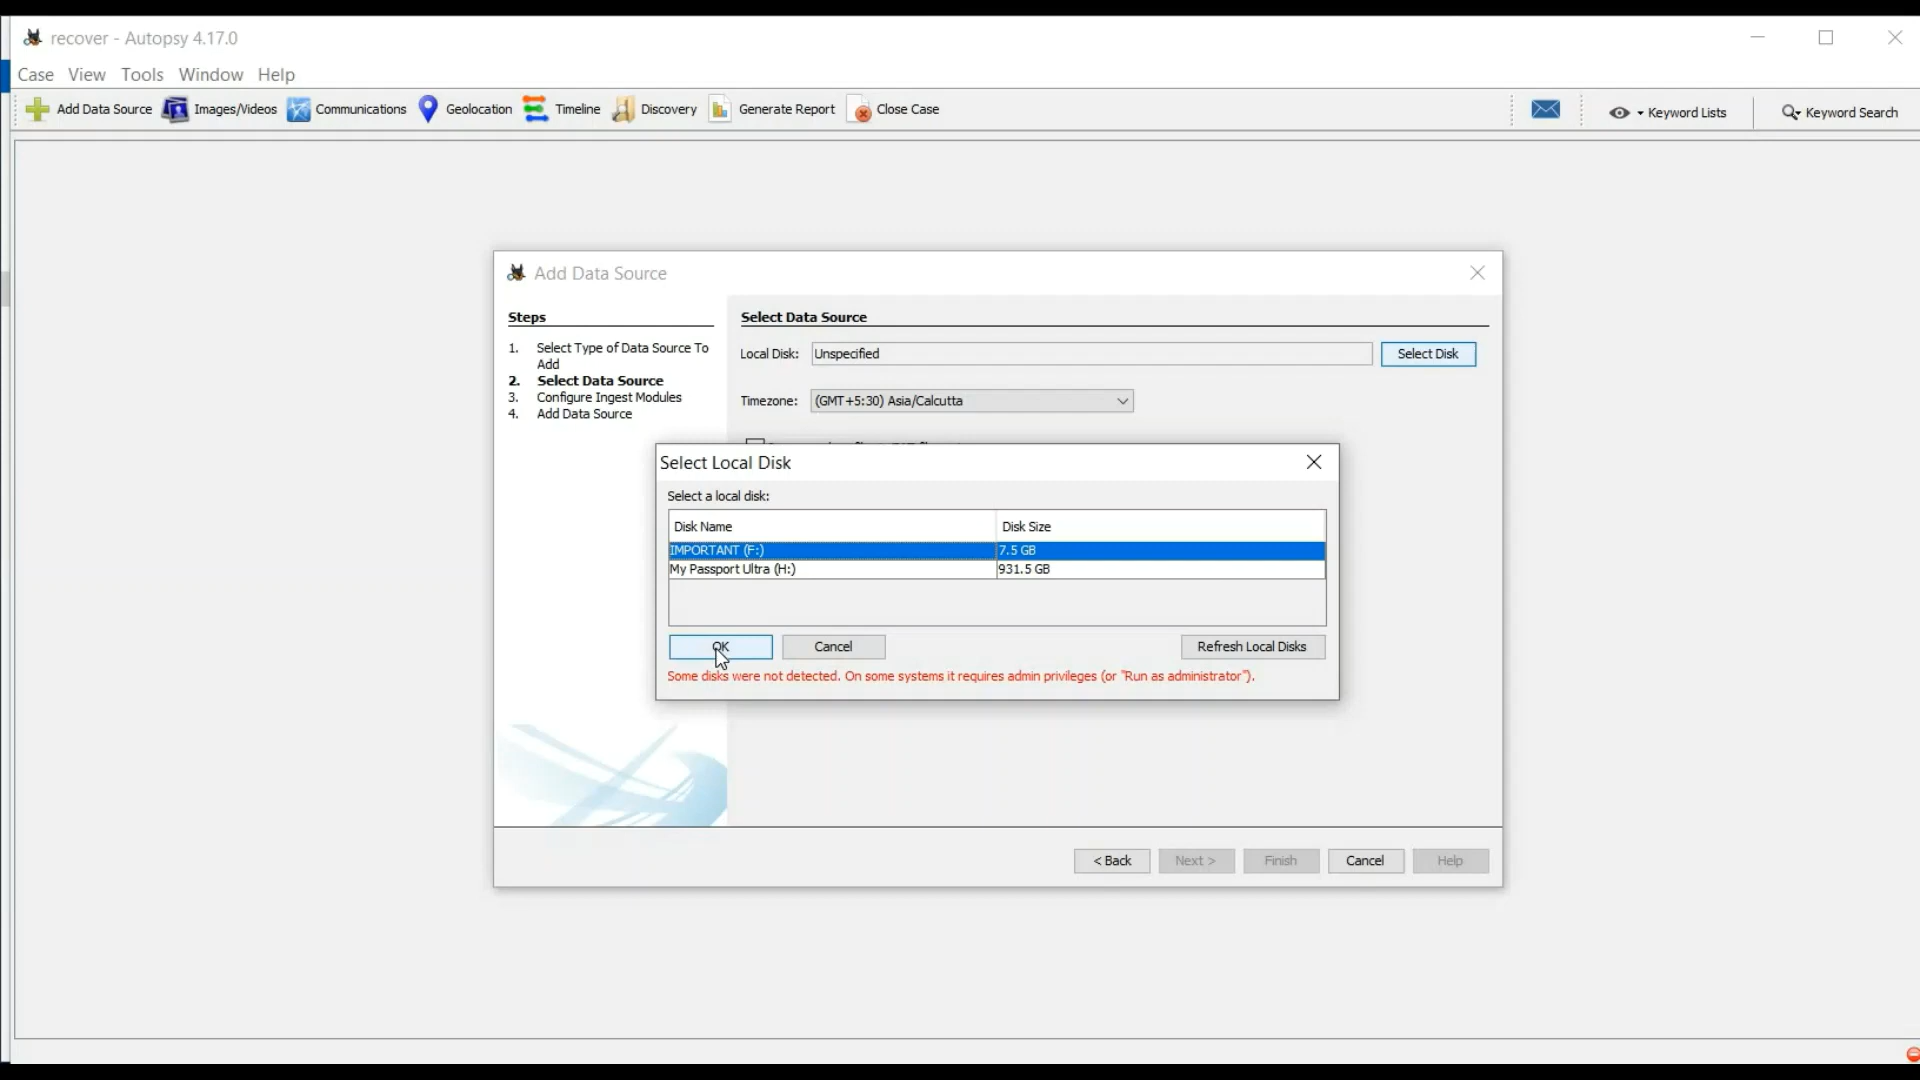 recover - Autopsy 4.17.0
Case View Tools Window Help
Add Data Source Images/Videos Communications Geolocation Timeline Discovery Generate Report Close Case Keyword Lists Keyword Search
Add Data Source
Steps
1. Select Type of Data Source To
Add
2. Select Data Source
3. Configure Ingest Modules
4. Add Data Source
Select Data Source
Local Disk: Unspecified Select Disk
Timezone: (GMT+5:30) Asia/Calcutta
Select Local Disk
Select a local disk:
Disk Name Disk Size
IMPORTANT (F:) 7.5 GB
My Passport Ultra (H:) 931.5 GB
OK Cancel Refresh Local Disks
Some disks were not detected. On some systems it requires admin privileges (or "Run as administrator").
< Back Next > Finish Cancel Help